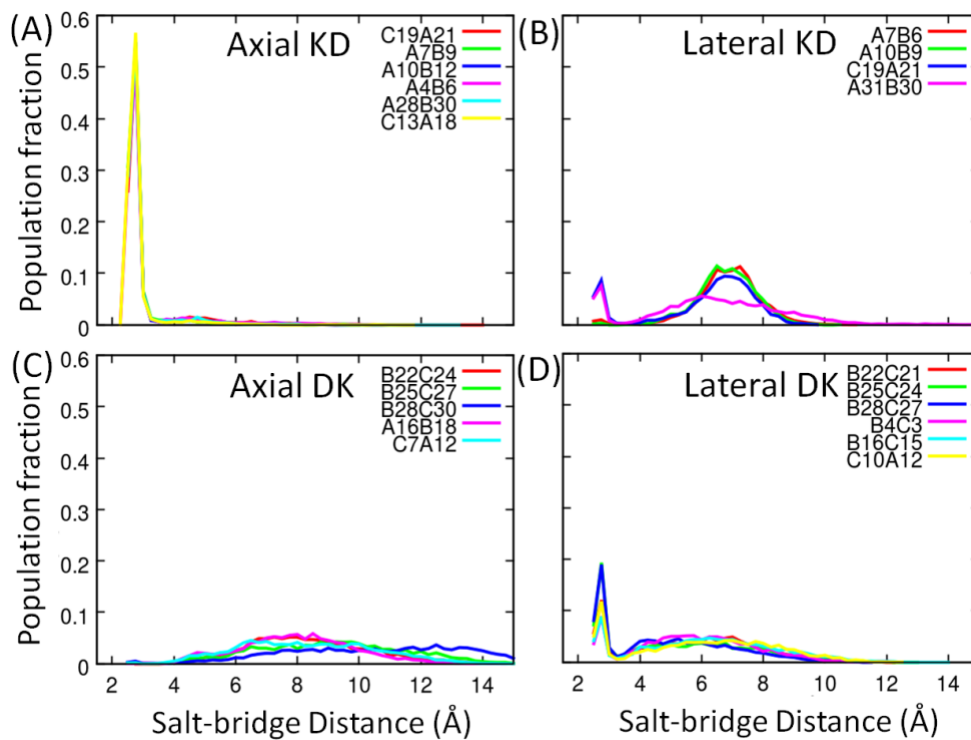 (A)
Axial KD
C19A21
A7B9
A10B12
A4B6
A28B30
C13A18
0.6
0.5
0.4
0.3
0.2
0.1
0
Population fraction
(B)
Lateral KD
A7B6
A10B9
C19A21
A31B30
(C)
Axial DK
B22C24
B25C27
B28C30
A16B18
C7A12
0.6
0.5
0.4
0.3
0.2
0.1
0
Population fraction
2 4 6 8 10 12 14
Salt-bridge Distance (Å)
(D)
Lateral DK
B22C21
B25C24
B28C27
B4C3
B16C15
C10A12
2 4 6 8 10 12 14
Salt-bridge Distance (Å)